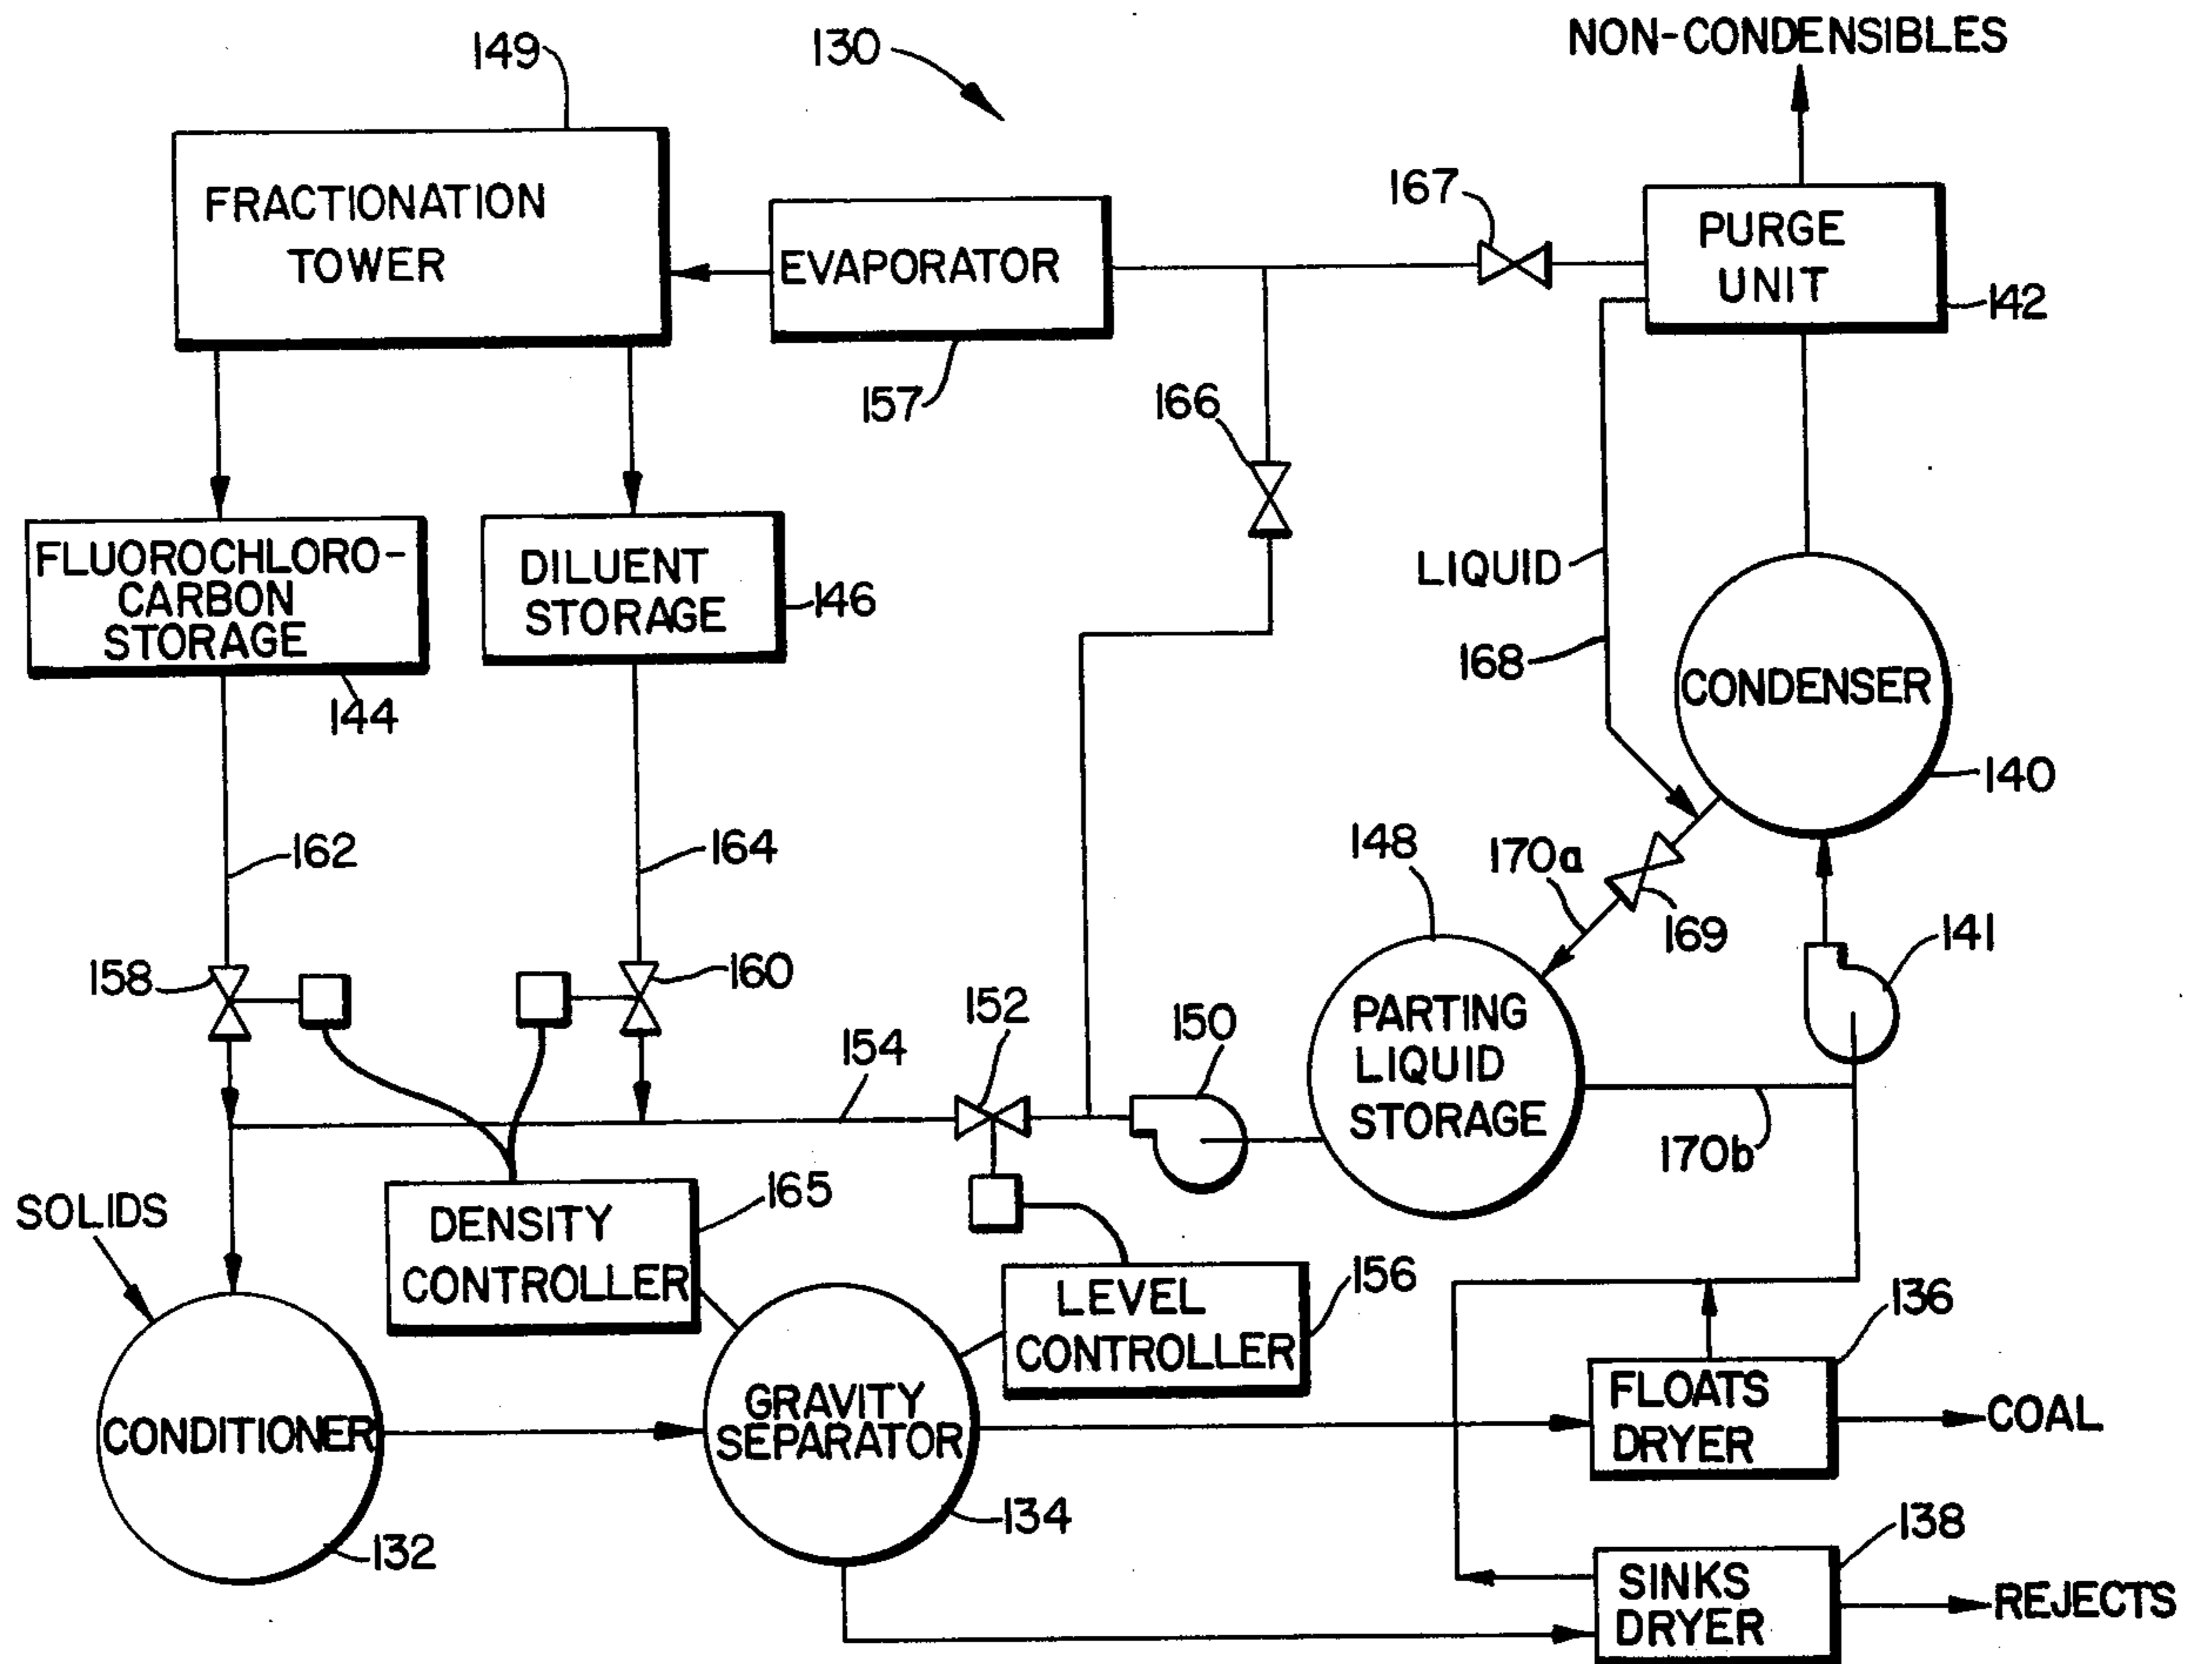 NON-CONDENSIBLES
149
130
FRACTIONATION
TOWER
EVAPORATOR
157
167
PURGE
UNIT
142
166
FLUOROCHLORO-
CARBON
STORAGE
144
DILUENT
STORAGE
146
LIQUID
168
CONDENSER
140
162
164
148
170a
169
141
158
160
154
152
150
PARTING
LIQUID
STORAGE
170b
SOLIDS
DENSITY
CONTROLLER
165
LEVEL
CONTROLLER
156
136
CONDITIONER
132
GRAVITY
SEPARATOR
134
FLOATS
DRYER
COAL
138
SINKS
DRYER
REJECTS